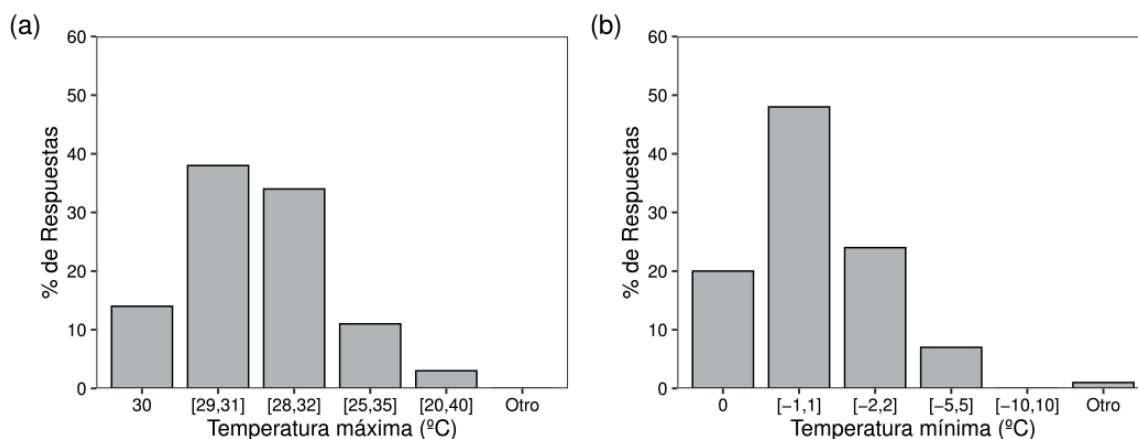 (a)
60
50
40
30
20
10
0
% de Respuestas
30 [29,31] [28,32] [25,35] [20,40] Otro
Temperatura máxima (ºC)
(b)
60
50
40
30
20
10
0
% de Respuestas
0 [−1,1] [−2,2] [−5,5] [−10,10] Otro
Temperatura mínima (ºC)